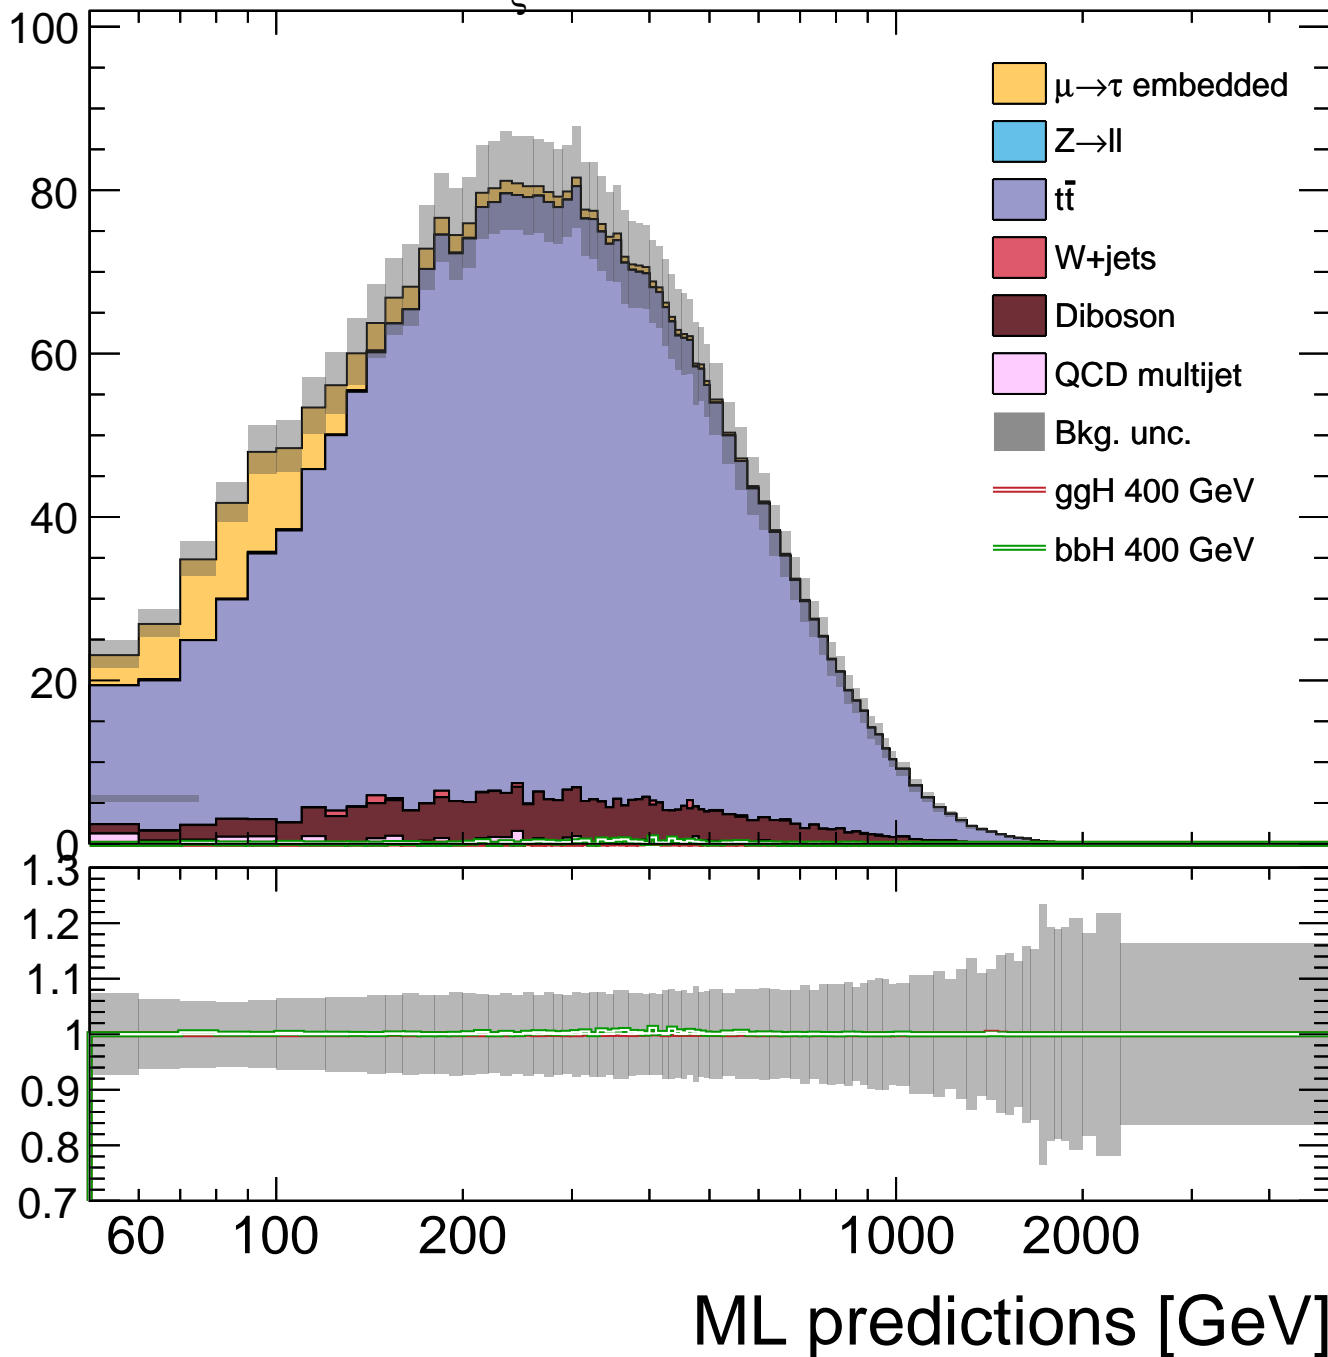 ξ
100
80
60
40
20
0
μ→τ embedded
Z→ll
tt̄
W+jets
Diboson
QCD multijet
Bkg. unc.
ggH 400 GeV
bbH 400 GeV
1.3
1.2
1.1
1
0.9
0.8
0.7
60 100 200 1000 2000
ML predictions [GeV]